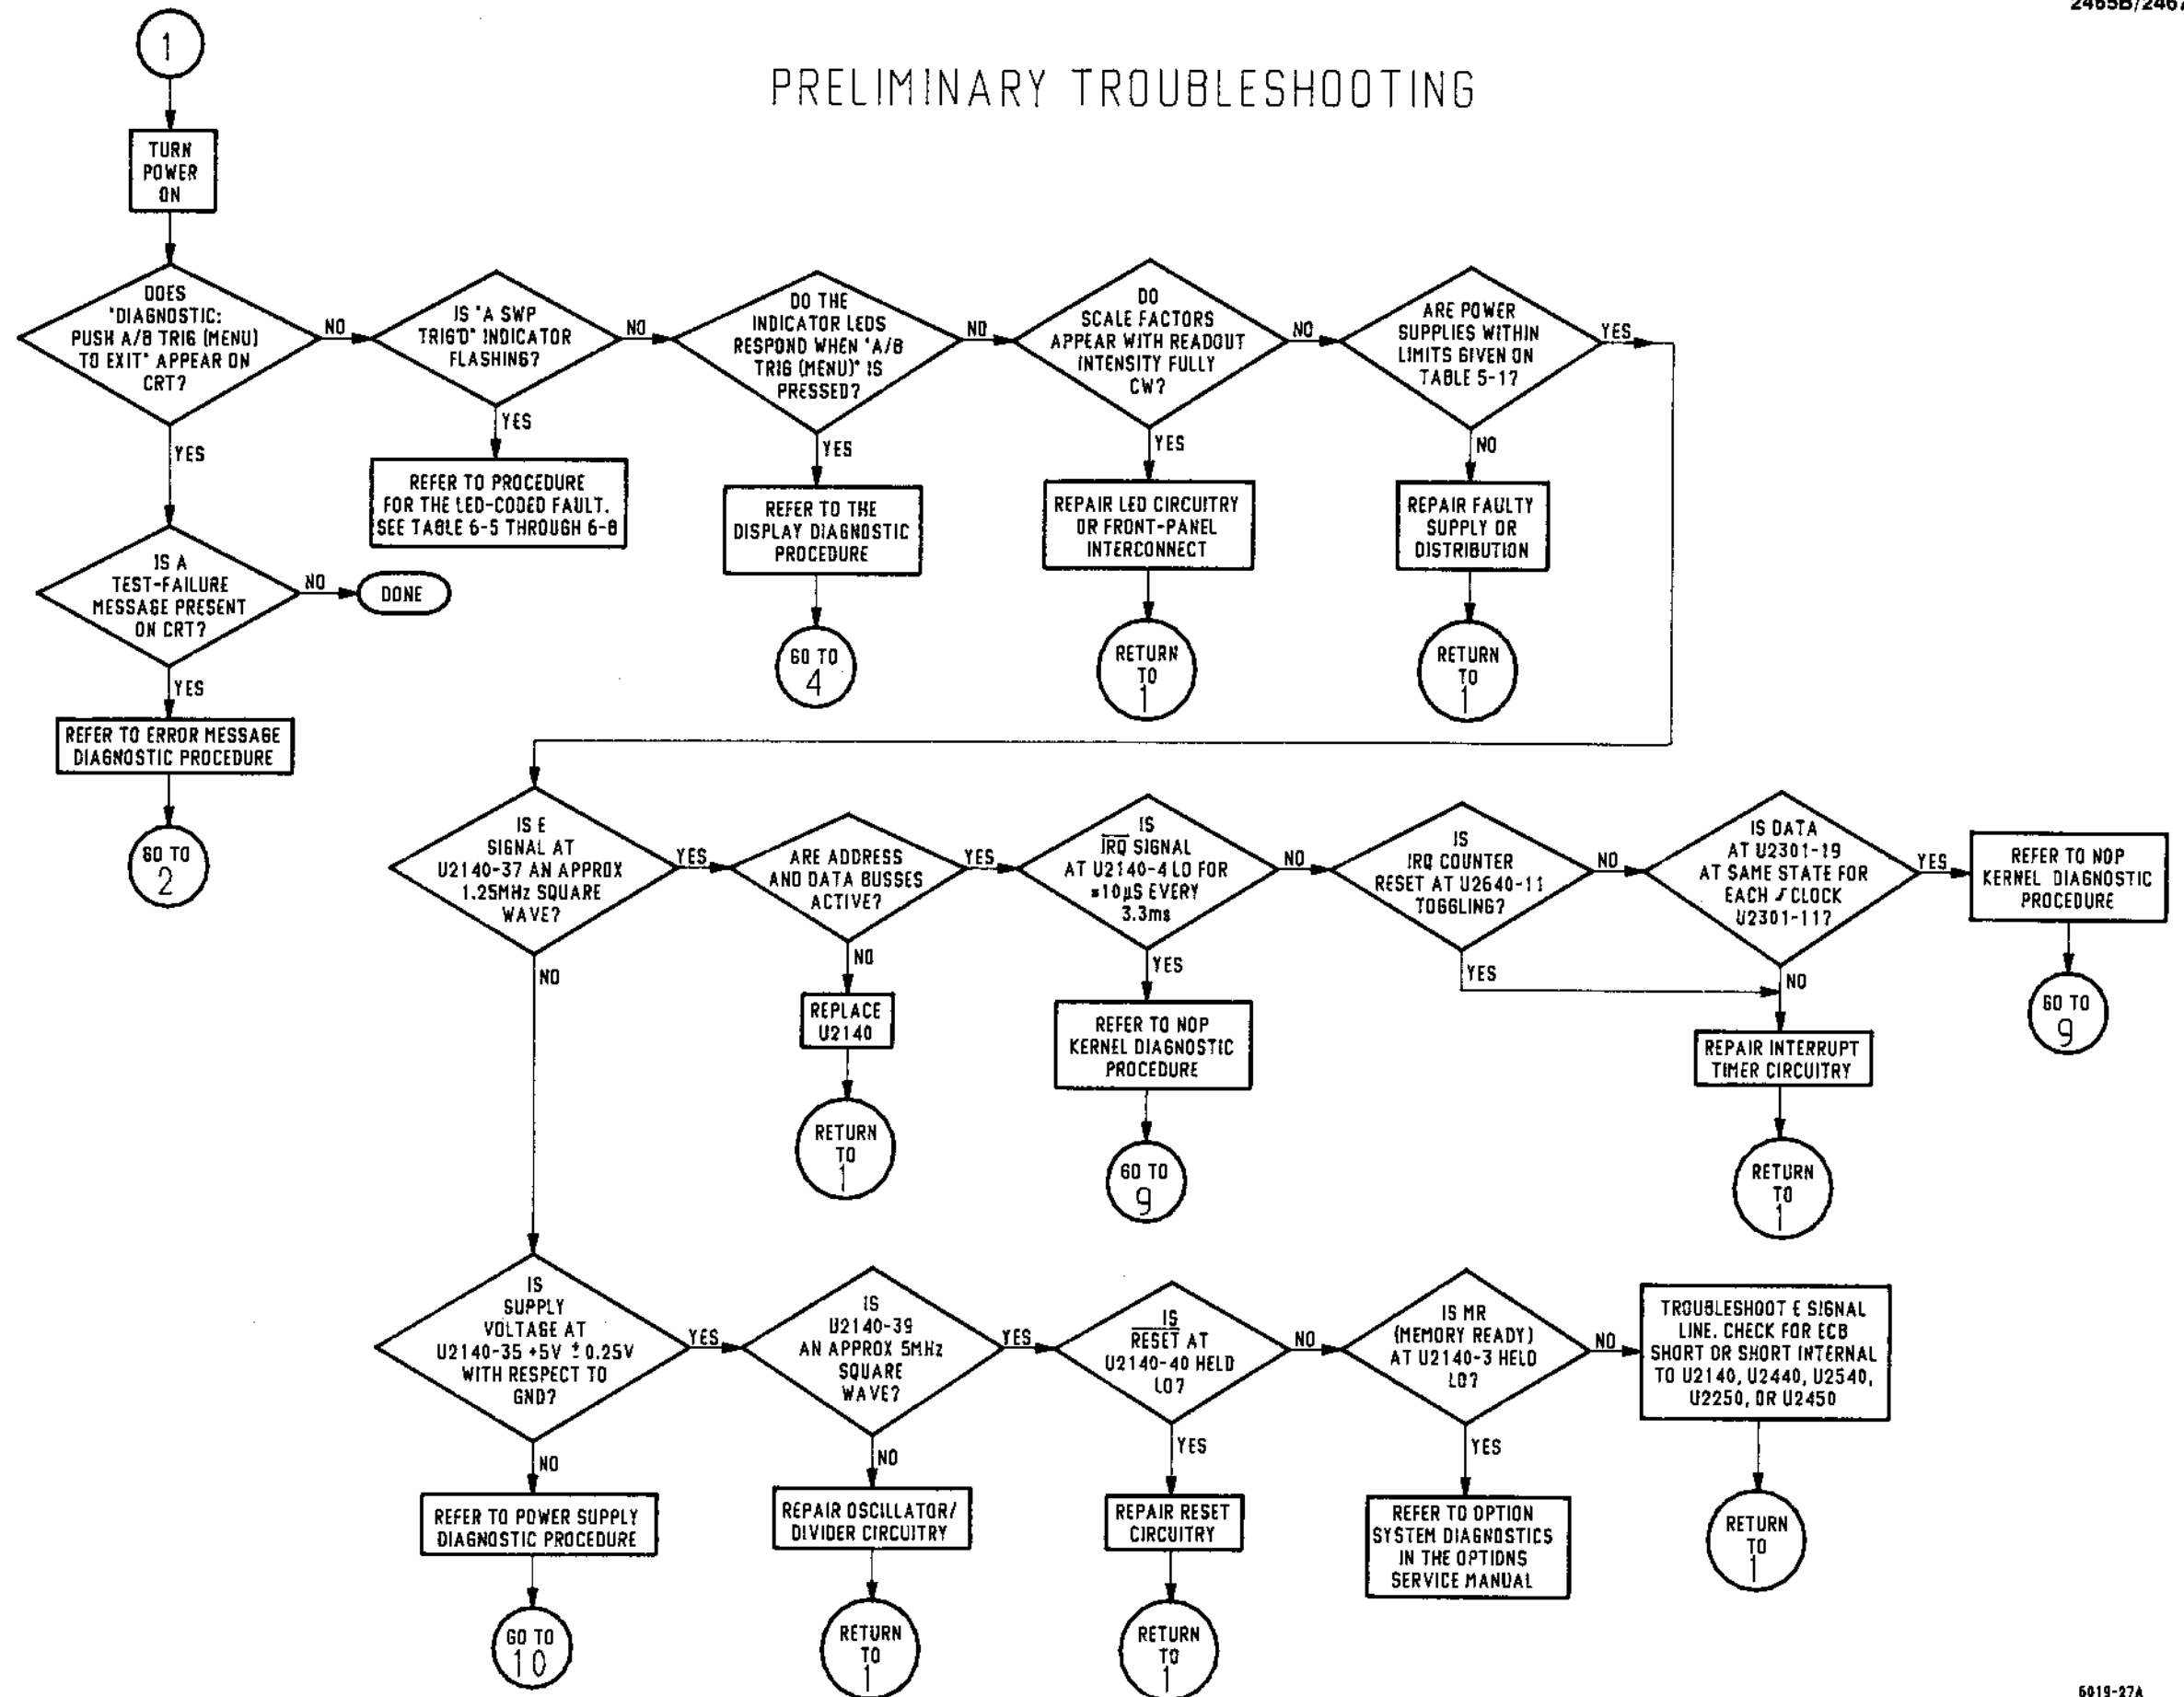 PRELIMINARY TROUBLESHOOTING
1
TURN
POWER
ON
DOES
"DIAGNOSTIC:
PUSH A/B TRIG (MENU)
TO EXIT" APPEAR ON
CRT?
NO
YES
IS "A SWP
TRIG'D" INDICATOR
FLASHING?
NO
YES
DO THE
INDICATOR LEDS
RESPOND WHEN "A/B
TRIG (MENU)" IS
PRESSED?
NO
YES
DO
SCALE FACTORS
APPEAR WITH READOUT
INTENSITY FULLY
CW?
NO
YES
ARE POWER
SUPPLIES WITHIN
LIMITS GIVEN ON
TABLE 5-1?
YES
NO
REFER TO PROCEDURE
FOR THE LED-CODED FAULT.
SEE TABLE 6-5 THROUGH 6-8
REFER TO THE
DISPLAY DIAGNOSTIC
PROCEDURE
GO TO
4
REPAIR LED CIRCUITRY
OR FRONT-PANEL
INTERCONNECT
RETURN
TO
1
REPAIR FAULTY
SUPPLY OR
DISTRIBUTION
RETURN
TO
1
IS A
TEST-FAILURE
MESSAGE PRESENT
ON CRT?
NO
DONE
YES
REFER TO ERROR MESSAGE
DIAGNOSTIC PROCEDURE
GO TO
2
IS E
SIGNAL AT
U2140-37 AN APPROX
1.25MHz SQUARE
WAVE?
YES
NO
ARE ADDRESS
AND DATA BUSSES
ACTIVE?
YES
NO
REPLACE
U2140
RETURN
TO
1
IS
IRQ SIGNAL
AT U2140-4 LO FOR
≈10µS EVERY
3.3ms
NO
YES
REFER TO NOP
KERNEL DIAGNOSTIC
PROCEDURE
GO TO
9
IS
IRQ COUNTER
RESET AT U2640-11
TOGGLING?
NO
YES
IS DATA
AT U2301-19
AT SAME STATE FOR
EACH ⨍ CLOCK
U2301-11?
YES
NO
REFER TO NOP
KERNEL DIAGNOSTIC
PROCEDURE
GO TO
9
REPAIR INTERRUPT
TIMER CIRCUITRY
RETURN
TO
1
IS
SUPPLY
VOLTAGE AT
U2140-35 +5V ± 0.25V
WITH RESPECT TO
GND?
YES
NO
REFER TO POWER SUPPLY
DIAGNOSTIC PROCEDURE
GO TO
10
IS
U2140-39
AN APPROX 5MHz
SQUARE
WAVE?
YES
NO
REPAIR OSCILLATOR/
DIVIDER CIRCUITRY
RETURN
TO
1
IS
RESET AT
U2140-40 HELD
LO?
NO
YES
REPAIR RESET
CIRCUITRY
RETURN
TO
1
IS MR
(MEMORY READY)
AT U2140-3 HELD
LO?
NO
YES
REFER TO OPTION
SYSTEM DIAGNOSTICS
IN THE OPTIONS
SERVICE MANUAL
TROUBLESHOOT E SIGNAL
LINE. CHECK FOR ECB
SHORT OR SHORT INTERNAL
TO U2140, U2440, U2540,
U2250, OR U2450
RETURN
TO
1
6019-27A